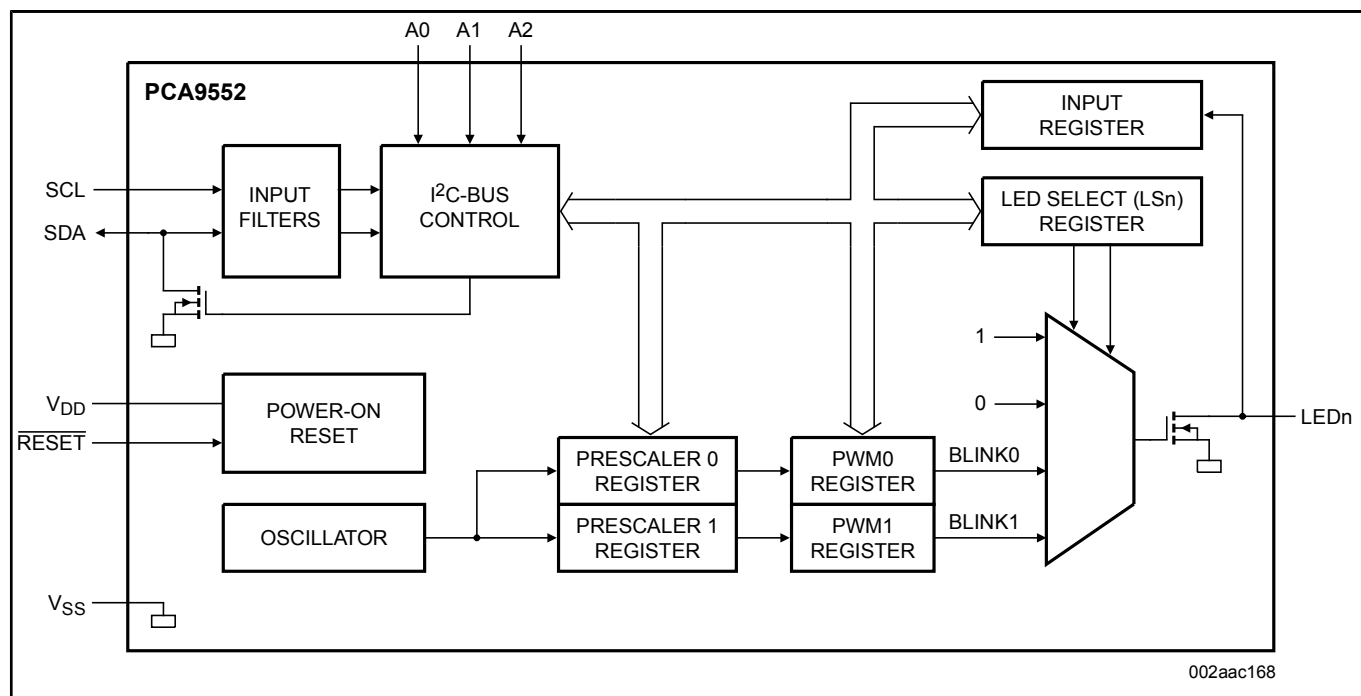 A0 A1 A2
PCA9552
INPUT
REGISTER
SCL
INPUT
FILTERS
I²C-BUS
CONTROL
LED SELECT (LSn)
REGISTER
SDA
1
VDD
POWER-ON
RESET
0
LEDn
RESET
PRESCALER 0
REGISTER
PWM0
REGISTER
BLINK0
OSCILLATOR
PRESCALER 1
REGISTER
PWM1
REGISTER
BLINK1
VSS
002aac168